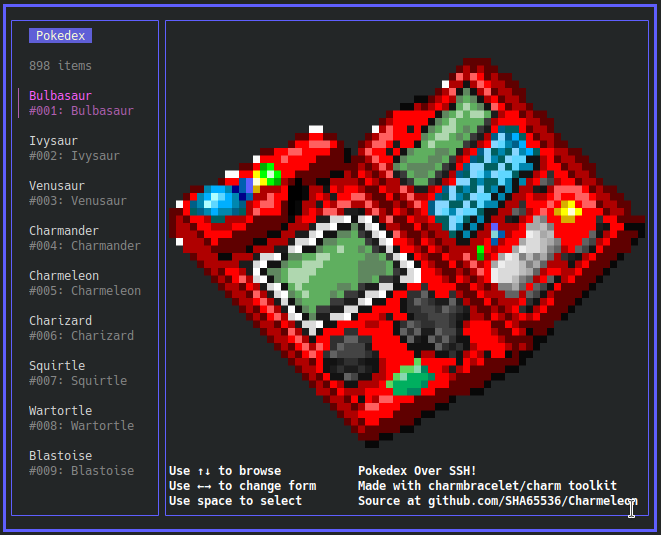 Pokedex
898 items
Bulbasaur
#001: Bulbasaur
Ivysaur
#002: Ivysaur
Venusaur
#003: Venusaur
Charmander
#004: Charmander
Charmeleon
#005: Charmeleon
Charizard
#006: Charizard
Squirtle
#007: Squirtle
Wartortle
#008: Wartortle
Blastoise
#009: Blastoise
Use ↑↓ to browse
Use ←→ to change form
Use space to select
Pokedex Over SSH!
Made with charmbracelet/charm toolkit
Source at github.com/SHA65536/Charmeleon